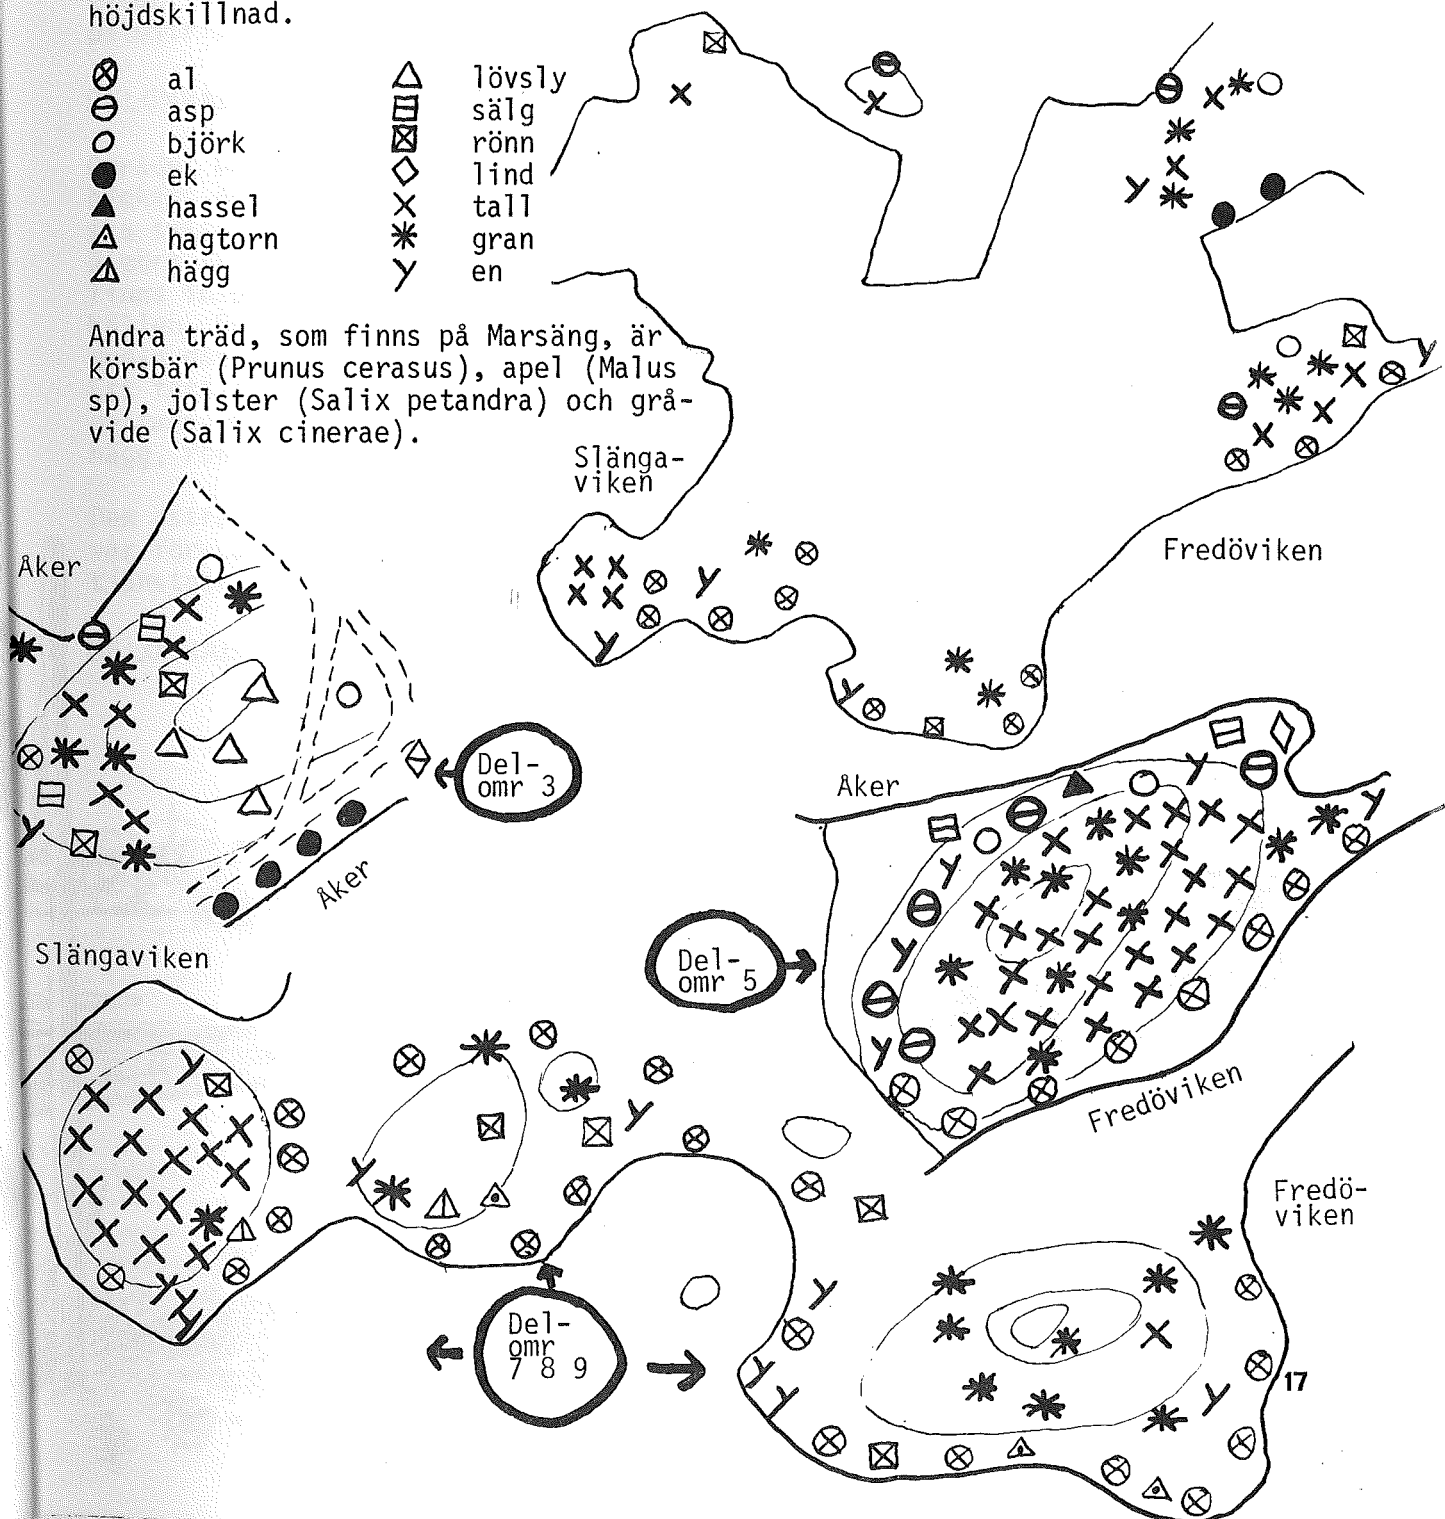 höjdskillnad.
al
asp
björk
ek
hassel
hagtorn
hägg
lövsly
sälg
rönn
lind
tall
gran
en
Andra träd, som finns på Marsäng, är
körsbär (Prunus cerasus), apel (Malus
sp), jolster (Salix petandra) och grå-
vide (Salix cinerae).
Slänga-
viken
Fredöviken
Åker
Del-
omr 3
Åker
Åker
Del-
omr 5
Fredöviken
Slängaviken
Del-
omr
7 8 9
Fredö-
viken
17